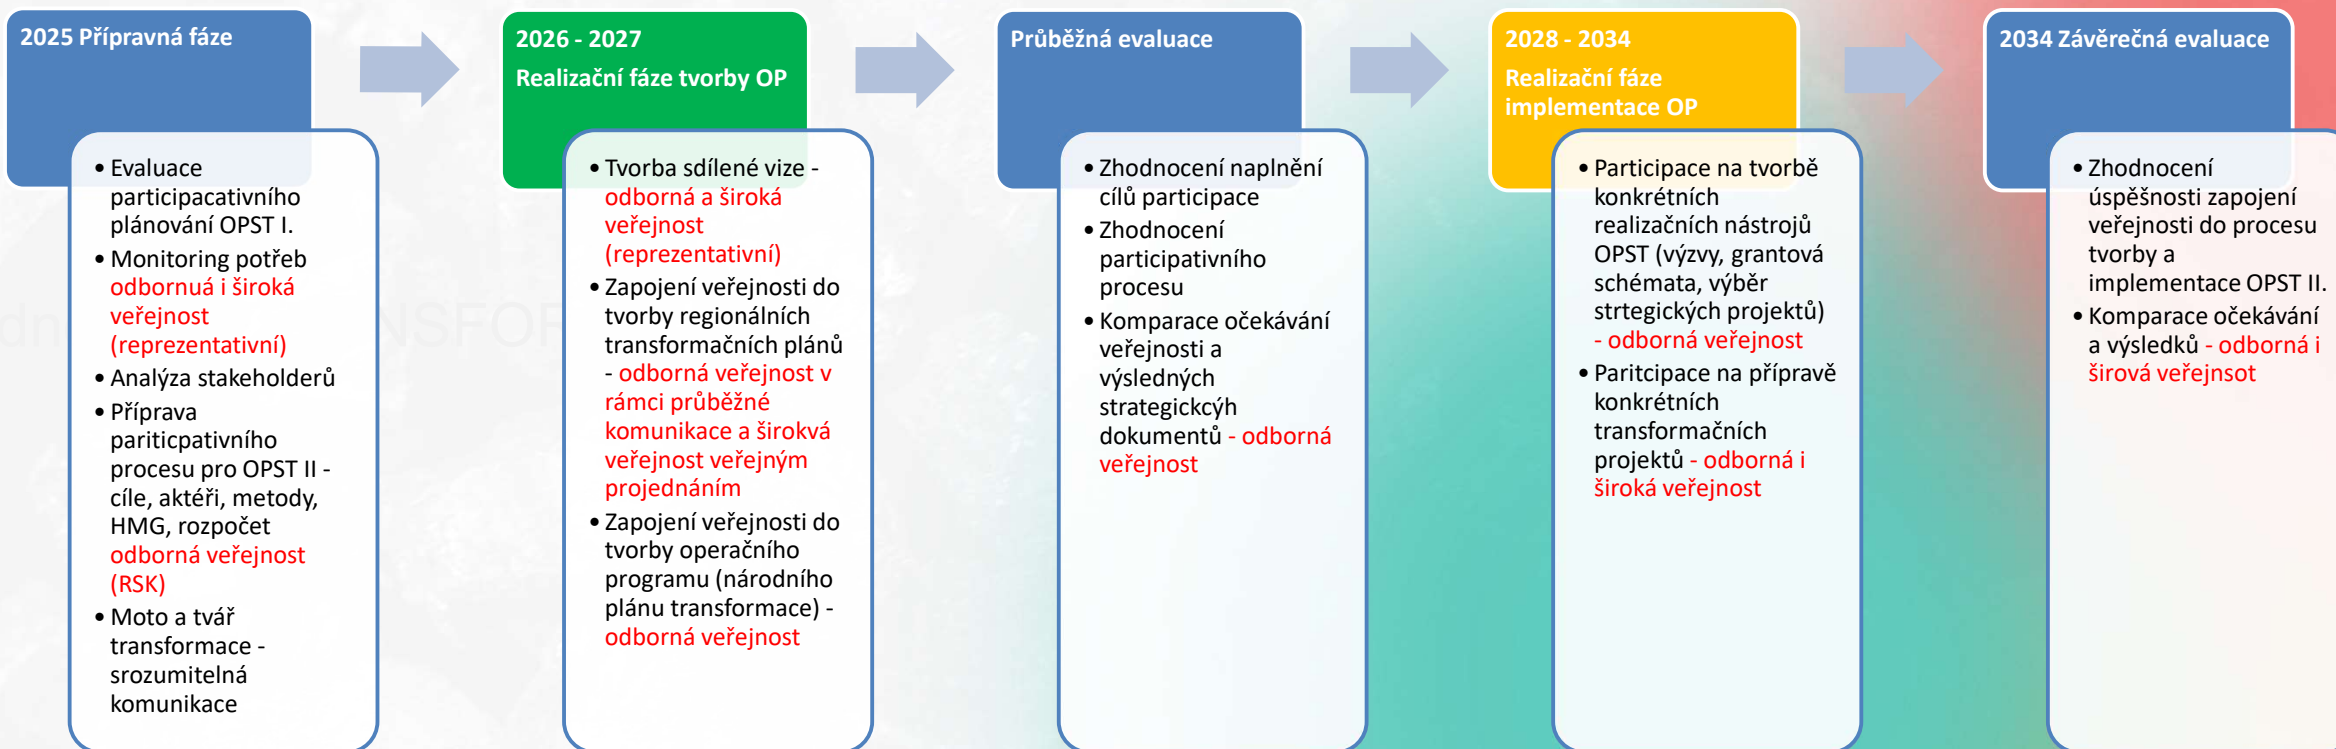 2025 Přípravná fáze
• Evaluace
participacativního
plánování OPST I.
• Monitoring potřeb
odbornuá i široká
veřejnost
(reprezentativní)
• Analýza stakeholderů
• Příprava
pariticpativního
procesu pro OPST II -
cíle, aktéři, metody,
HMG, rozpočet
odborná veřejnost
(RSK)
• Moto a tvář
transformace -
srozumitelná
komunikace
2026 - 2027
Realizační fáze tvorby OP
• Tvorba sdílené vize -
odborná a široká
veřejnost
(reprezentativní)
• Zapojení veřejnosti do
tvorby regionálních
transformačních plánů
- odborná veřejnost v
rámci průběžné
komunikace a širokvá
veřejnost veřejným
projednáním
• Zapojení veřejnosti do
tvorby operačního
programu (národního
plánu transformace) -
odborná veřejnost
Průběžná evaluace
• Zhodnocení naplnění
cílů participace
• Zhodnocení
participativního
procesu
• Komparace očekávání
veřejnosti a
výsledných
strategickcýh
dokumentů - odborná
veřejnost
2028 - 2034
Realizační fáze
implementace OP
• Participace na tvorbě
konkrétních
realizačních nástrojů
OPST (výzvy, grantová
schémata, výběr
strtegických projektů)
- odborná veřejnost
• Paritcipace na přípravě
konkrétních
transformačních
projektů - odborná i
široká veřejnost
2034 Závěrečná evaluace
• Zhodnocení
úspěšnosti zapojení
veřejnosti do procesu
tvorby a
implementace OPST II.
• Komparace očekávání
a výsledků - odborná i
širová veřejnsot